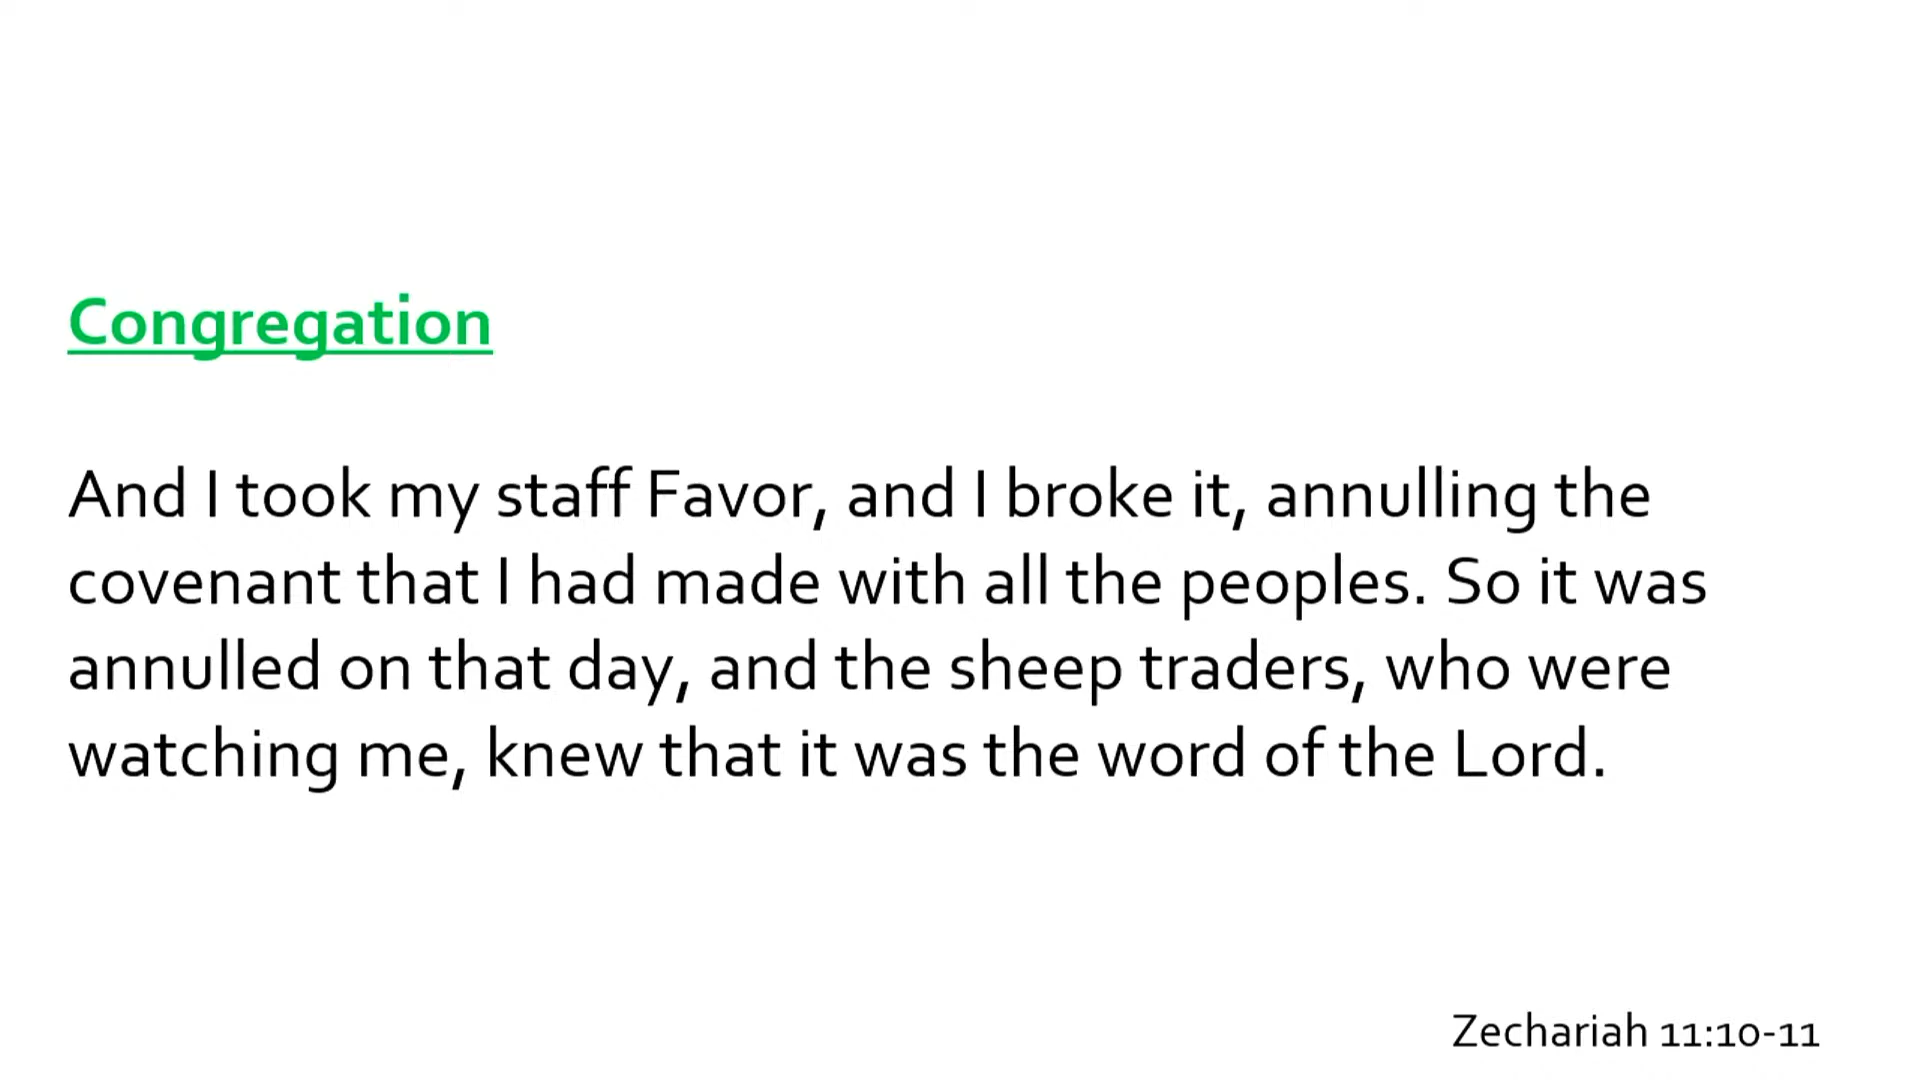 Congregation
And I took my staff Favor, and I broke it, annulling the
covenant that I had made with all the peoples. So it was
annulled on that day, and the sheep traders, who were
watching me, knew that it was the word of the Lord.
Zechariah 11:10-11